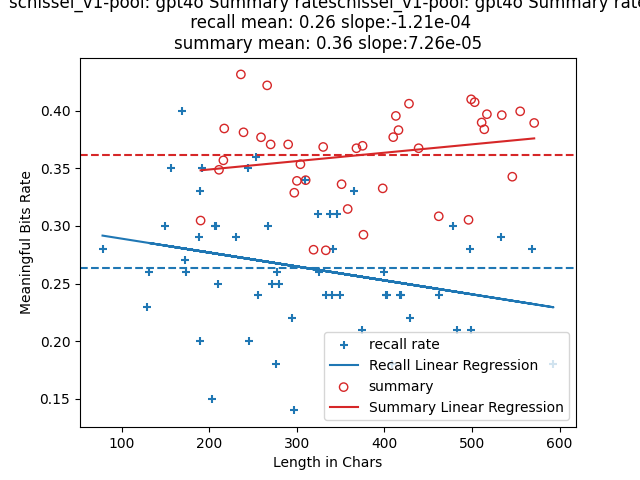 schissel_v1-pool: gpt4o Summary rateschissel_v1-pool: gpt4o Summary rate
recall mean: 0.26 slope:-1.21e-04
summary mean: 0.36 slope:7.26e-05
Meaningful Bits Rate
0.40
0.35
0.30
0.25
0.20
0.15
recall rate
Recall Linear Regression
summary
Summary Linear Regression
100 200 300 400 500 600
Length in Chars